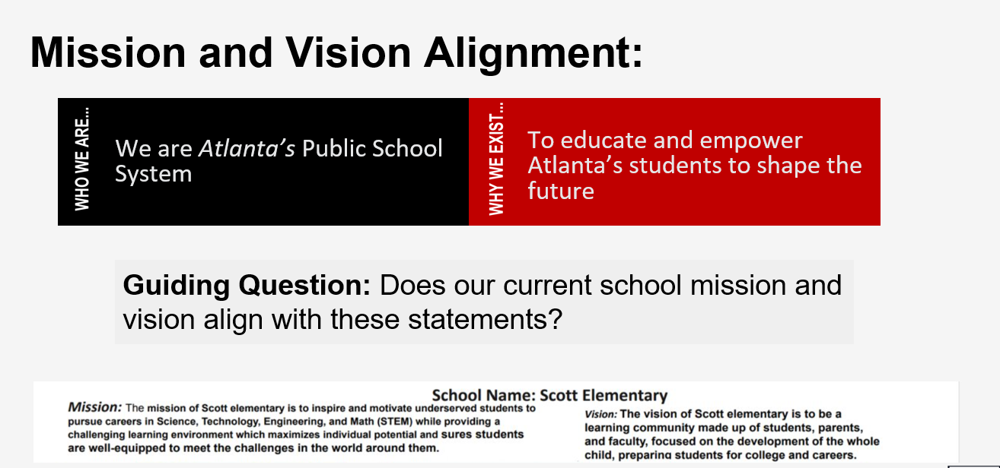 Mission and Vision Alignment:
WHO WE ARE...
We are Atlanta's Public School
System
WHY WE EXIST...
To educate and empower
Atlanta's students to shape the
future
Guiding Question: Does our current school mission and
vision align with these statements?
School Name: Scott Elementary
Mission: The mission of Scott elementary is to inspire and motivate underserved students to
pursue careers in Science, Technology, Engineering, and Math (STEM) while providing a
challenging learning environment which maximizes individual potential and sures students
are well-equipped to meet the challenges in the world around them.
Vision: The vision of Scott elementary is to be a
learning community made up of students, parents,
and faculty, focused on the development of the whole
child, preparing students for college and careers.